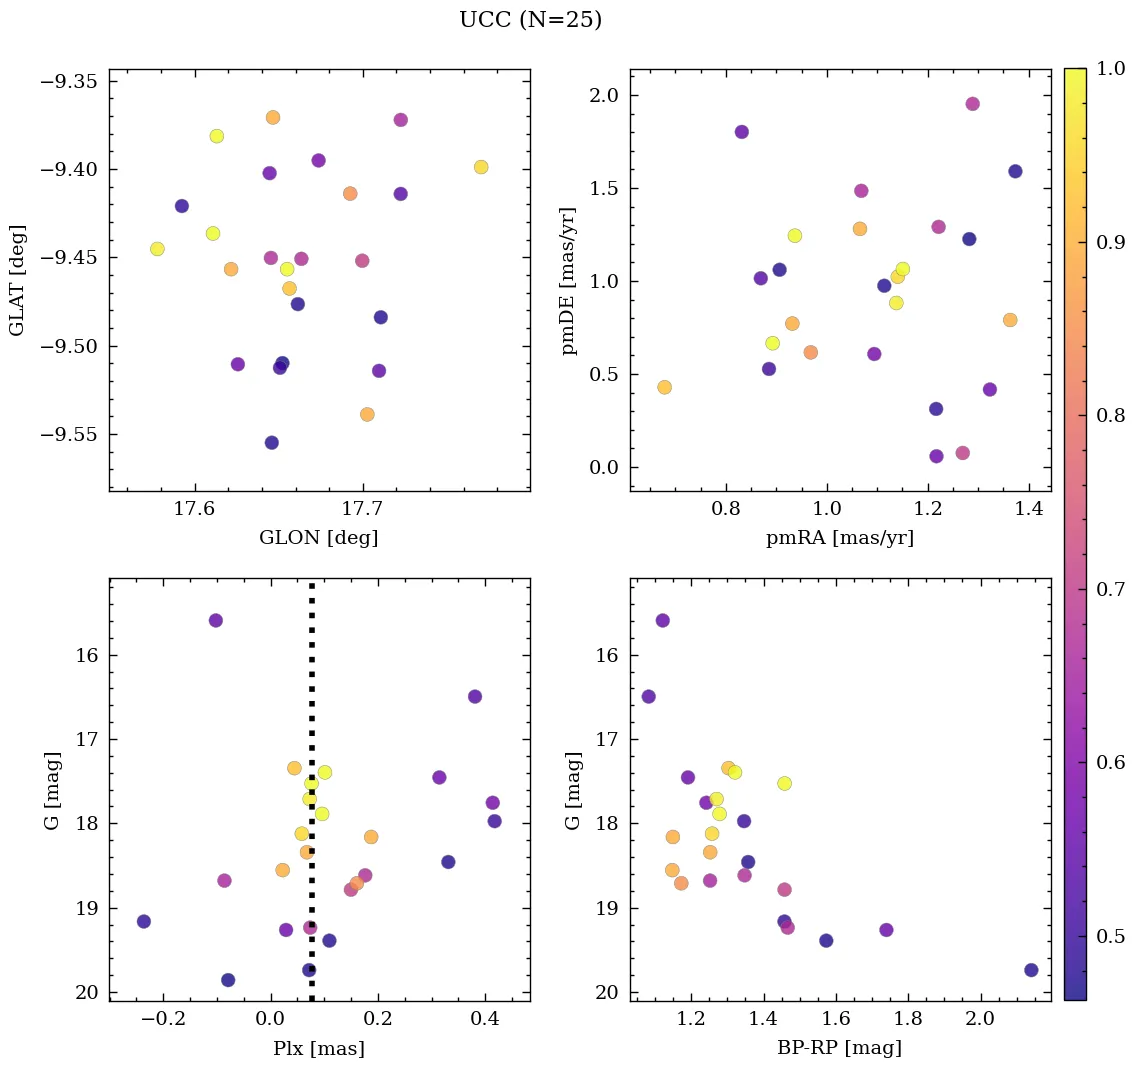 UCC (N=25)
−9.35
−9.40
−9.45
−9.50
−9.55
GLAT [deg]
17.6 17.7
GLON [deg]
2.0
1.5
1.0
0.5
0.0
pmDE [mas/yr]
0.8 1.0 1.2 1.4
pmRA [mas/yr]
16
17
18
19
20
G [mag]
−0.2 0.0 0.2 0.4
Plx [mas]
16
17
18
19
20
G [mag]
1.2 1.4 1.6 1.8 2.0
BP-RP [mag]
1.0
0.9
0.8
0.7
0.6
0.5